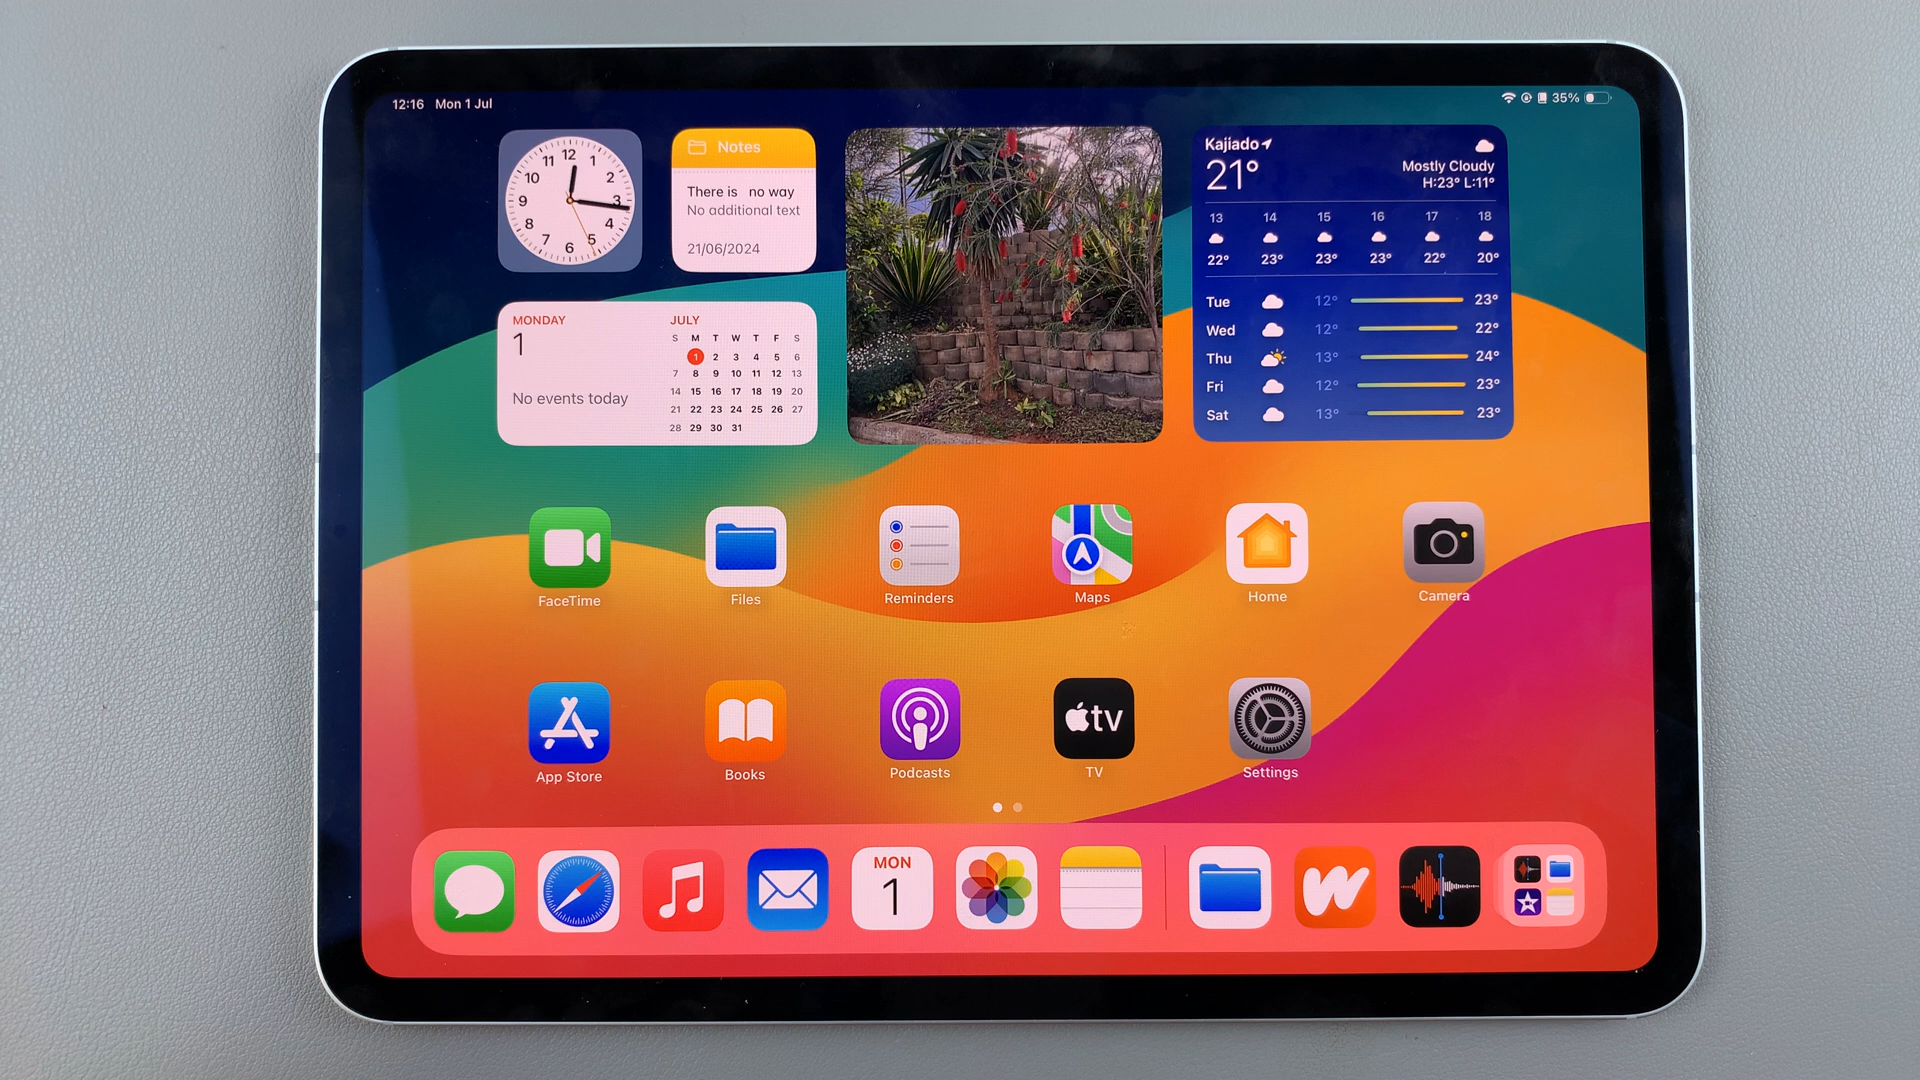 12:16 Mon 1 Jul
35%
11 12 1
10 2
9 3
8 4
7 6 5
Notes
There is no way
No additional text
21/06/2024
MONDAY
1
No events today
JULY
S M T W T F S
1 2 3 4 5 6
7 8 9 10 11 12 13
14 15 16 17 18 19 20
21 22 23 24 25 26 27
28 29 30 31
Kajiado
21°
Mostly Cloudy
H:23° L:11°
13 14 15 16 17 18
22° 23° 23° 23° 22° 20°
Tue 12° 23°
Wed 12° 22°
Thu 13° 24°
Fri 12° 23°
Sat 13° 23°
FaceTime
Files
Reminders
Maps
Home
Camera
tv
App Store
Books
Podcasts
TV
Settings
MON
1